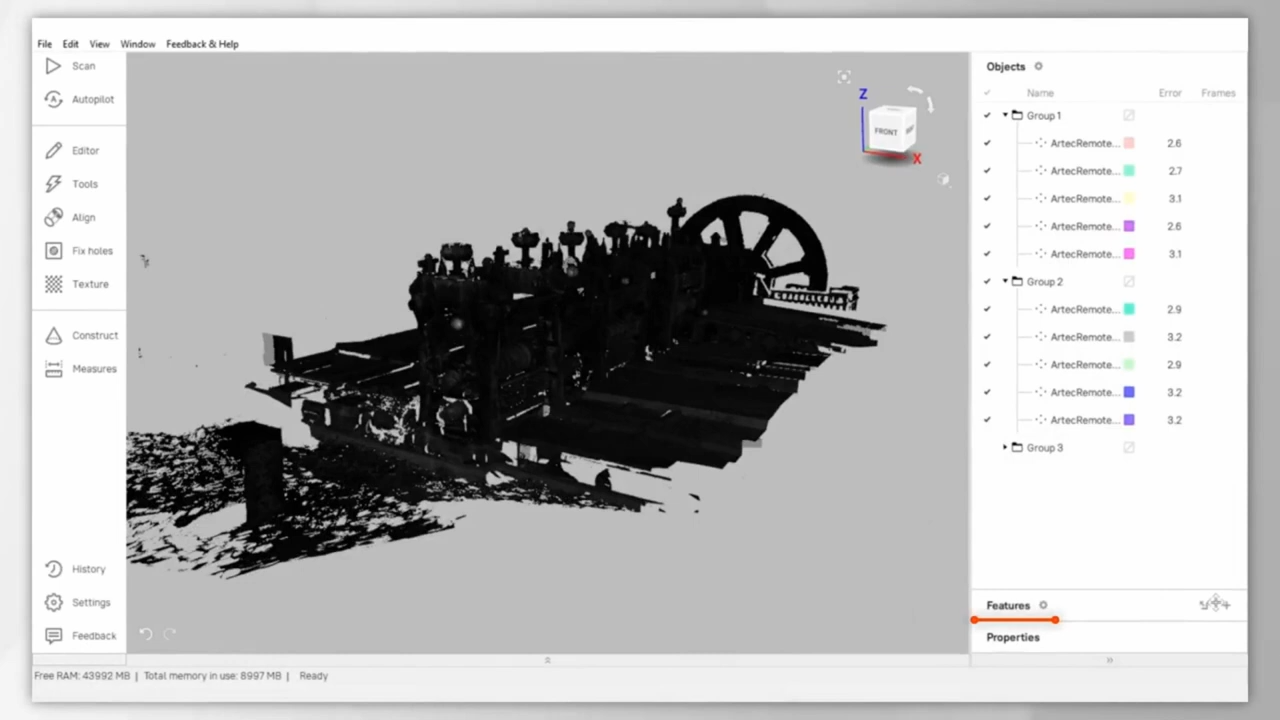 File Edit View Window Feedback & Help
Scan
Autopilot
Editor
Tools
Align
Fix holes
Texture
Construct
Measures
History
Settings
Feedback
Z
FRONT
X
Objects
Name Error Frames
Group 1
ArtecRemote... 2.6
ArtecRemote... 2.7
ArtecRemote... 3.1
ArtecRemote... 2.6
ArtecRemote... 3.1
Group 2
ArtecRemote... 2.9
ArtecRemote... 3.2
ArtecRemote... 2.9
ArtecRemote... 3.2
ArtecRemote... 3.2
Group 3
Features
Properties
Free RAM: 43992 MB | Total memory in use: 8997 MB | Ready